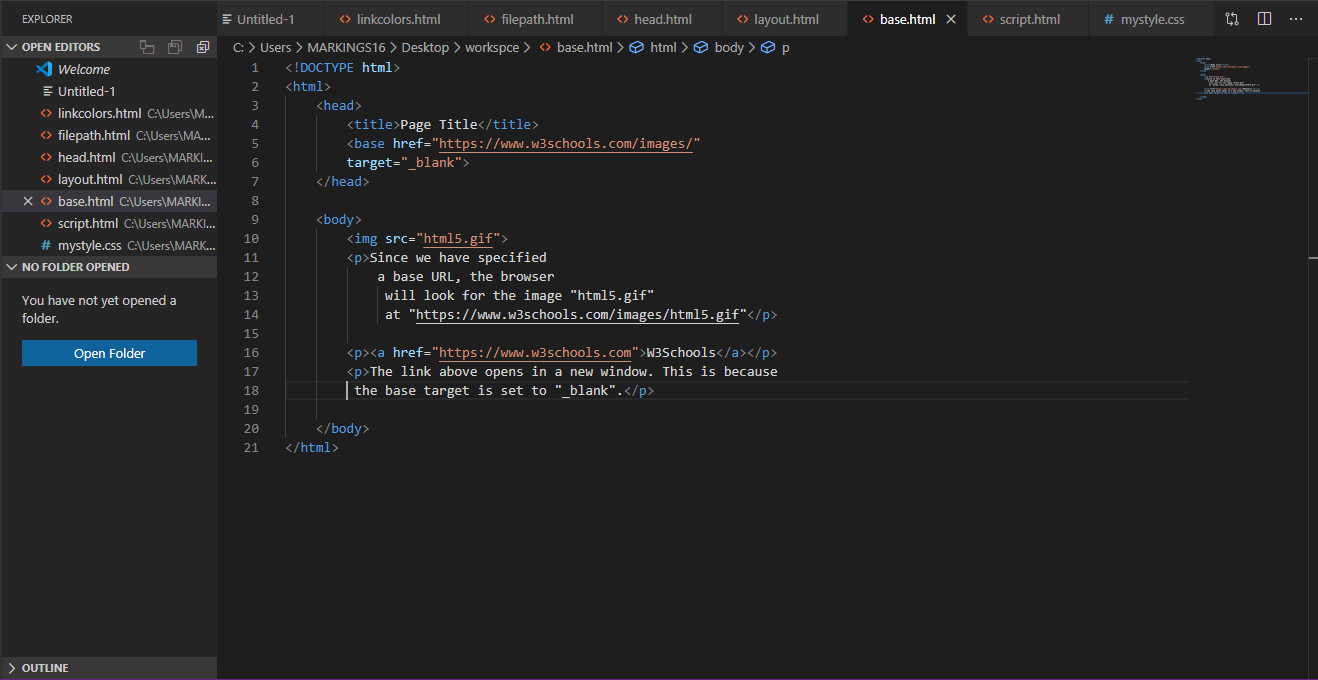 EXPLORER
Untitled-1
linkcolors.html
filepath.html
head.html
layout.html
base.html
script.html
mystyle.css
OPEN EDITORS
Welcome
Untitled-1
linkcolors.html C:\Users\M...
filepath.html C:\Users\MA...
head.html C:\Users\MARKI...
layout.html C:\Users\MARK...
base.html C:\Users\MARKI...
script.html C:\Users\MARKI...
mystyle.css C:\Users\MARK...
NO FOLDER OPENED
You have not yet opened a
folder.
Open Folder
OUTLINE
C: > Users > MARKINGS16 > Desktop > workspce > base.html > html > body > p
1 <!DOCTYPE html>
2 <html>
3 <head>
4 <title>Page Title</title>
5 <base href="https://www.w3schools.com/images/"
6 target="_blank">
7 </head>
8
9 <body>
10 <img src="html5.gif">
11 <p>Since we have specified
12 a base URL, the browser
13 will look for the image "html5.gif"
14 at "https://www.w3schools.com/images/html5.gif"</p>
15
16 <p><a href="https://www.w3schools.com">W3Schools</a></p>
17 <p>The link above opens in a new window. This is because
18 the base target is set to "_blank".</p>
19
20 </body>
21 </html>